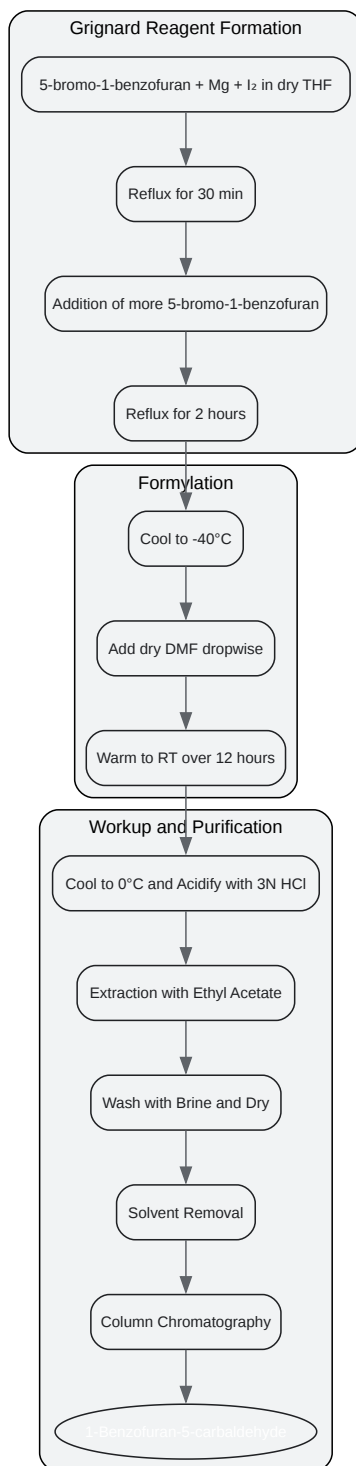 Grignard Reagent Formation
5-bromo-1-benzofuran + Mg + I₂ in dry THF
Reflux for 30 min
Addition of more 5-bromo-1-benzofuran
Reflux for 2 hours
Formylation
Cool to -40°C
Add dry DMF dropwise
Warm to RT over 12 hours
Workup and Purification
Cool to 0°C and Acidify with 3N HCl
Extraction with Ethyl Acetate
Wash with Brine and Dry
Solvent Removal
Column Chromatography
1-Benzofuran-5-carbaldehyde